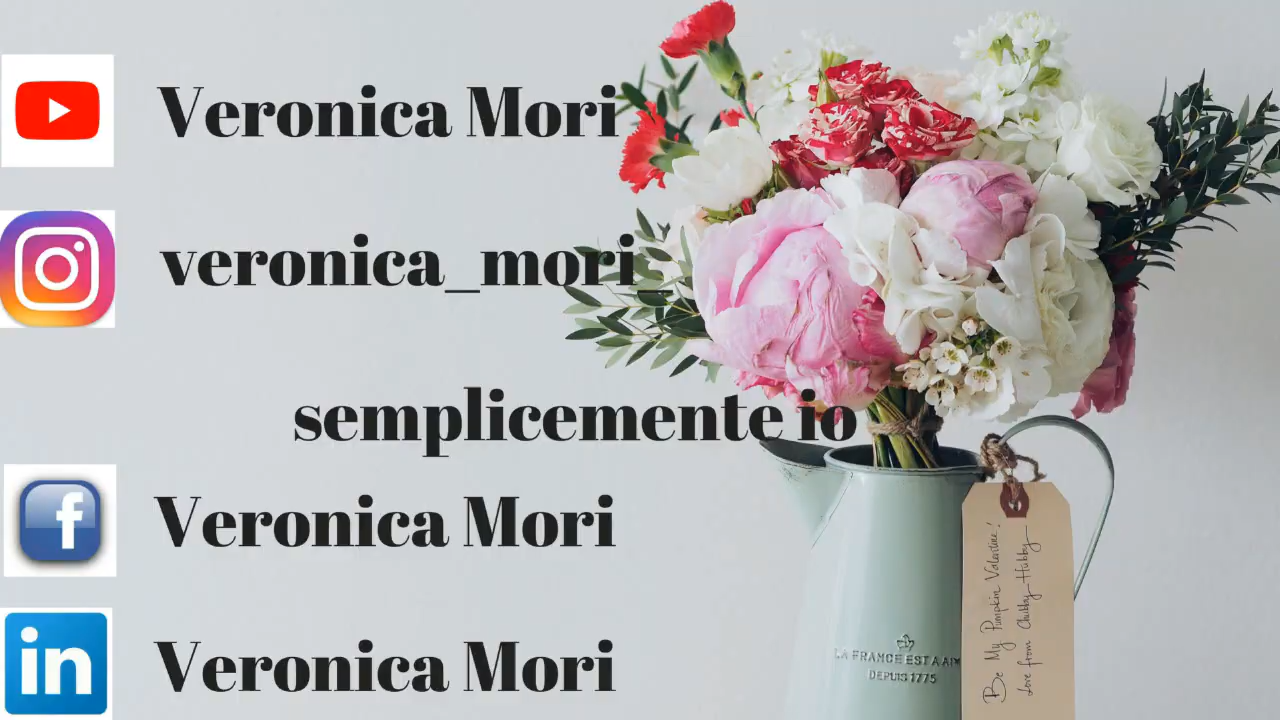 Veronica Mori
veronica_mori_
semplicemente io
Veronica Mori
Veronica Mori
LA FRANCE EST A AIM
DEPUIS 1775
Be My Pumpkin Valentine!
Love from Chubby Hubby